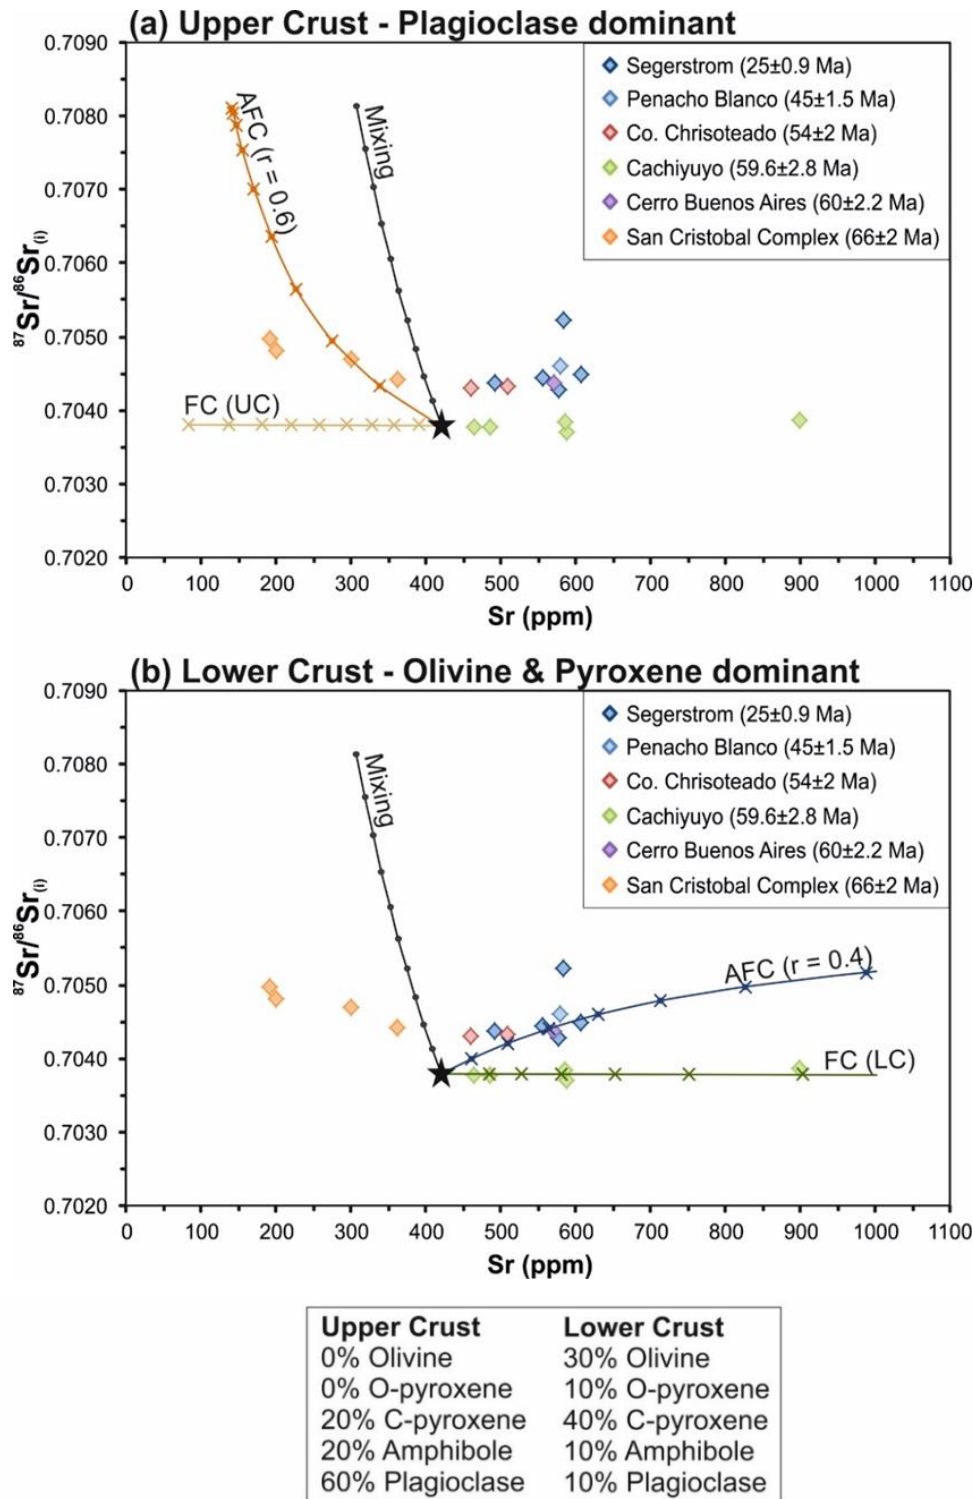 (a) Upper Crust - Plagioclase dominant
0.7090
0.7080
0.7070
0.7060
0.7050
0.7040
0.7030
0.7020
87Sr/86Sr(i)
AFC (r = 0.6)
Mixing
FC (UC)
Segerstrom (25±0.9 Ma)
Penacho Blanco (45±1.5 Ma)
Co. Chrisoteado (54±2 Ma)
Cachiyuyo (59.6±2.8 Ma)
Cerro Buenos Aires (60±2.2 Ma)
San Cristobal Complex (66±2 Ma)
0 100 200 300 400 500 600 700 800 900 1000 1100
Sr (ppm)
(b) Lower Crust - Olivine & Pyroxene dominant
0.7090
0.7080
0.7070
0.7060
0.7050
0.7040
0.7030
0.7020
87Sr/86Sr(i)
Mixing
Segerstrom (25±0.9 Ma)
Penacho Blanco (45±1.5 Ma)
Co. Chrisoteado (54±2 Ma)
Cachiyuyo (59.6±2.8 Ma)
Cerro Buenos Aires (60±2.2 Ma)
San Cristobal Complex (66±2 Ma)
AFC (r = 0.4)
FC (LC)
0 100 200 300 400 500 600 700 800 900 1000 1100
Sr (ppm)
Upper Crust Lower Crust
0% Olivine 30% Olivine
0% O-pyroxene 10% O-pyroxene
20% C-pyroxene 40% C-pyroxene
20% Amphibole 10% Amphibole
60% Plagioclase 10% Plagioclase